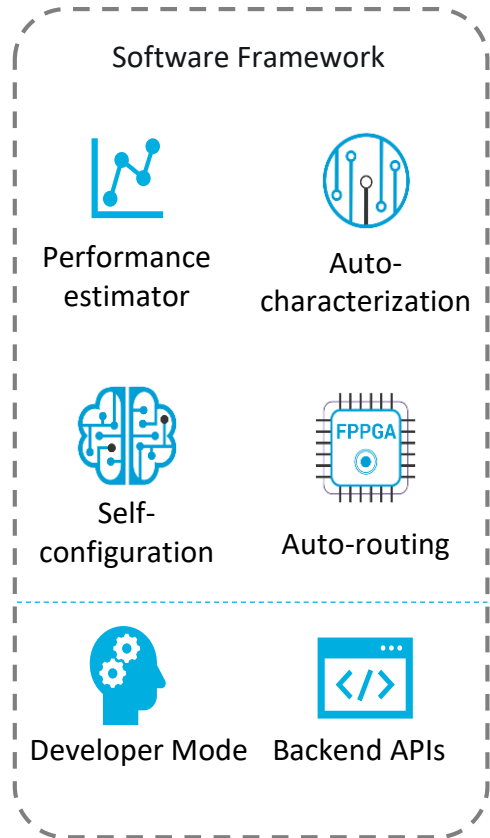 Software Framework
Performance
estimator
Auto-
characterization
Self-
configuration
FPPGA
Auto-routing
Developer Mode
Backend APIs